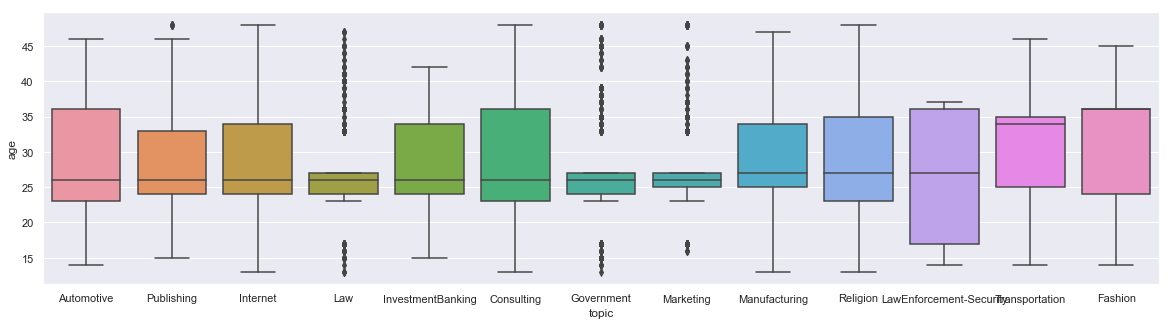 45
40
35
30
25
20
15
age
Automotive Publishing Internet Law InvestmentBanking Consulting Government Marketing Manufacturing Religion LawEnforcement-Security Transportation Fashion
topic